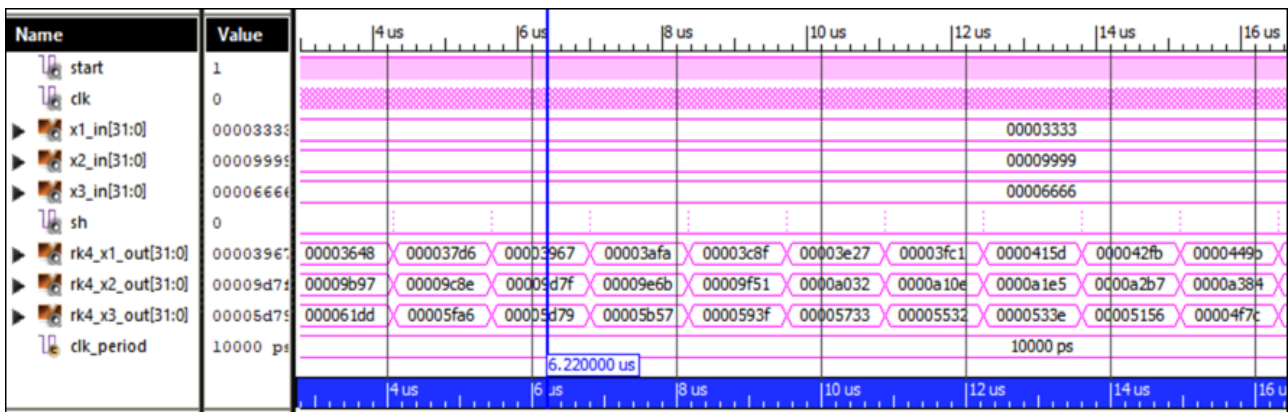 Name Value 4 us 6 us 8 us 10 us 12 us 14 us 16 us
start 1
clk 0
x1_in[31:0] 00003333 00003333
x2_in[31:0] 00009999 00009999
x3_in[31:0] 00006666 00006666
sh 0
rk4_x1_out[31:0] 00003967 00003648 000037d6 00003967 00003afa 00003c8f 00003e27 00003fc1 0000415d 000042fb 0000449b
rk4_x2_out[31:0] 00009d7f 00009b97 00009c8e 00009d7f 00009e6b 00009f51 0000a032 0000a10e 0000a1e5 0000a2b7 0000a384
rk4_x3_out[31:0] 00005d79 000061dd 00005fa6 00005d79 00005b57 0000593f 00005733 00005532 0000533e 00005156 00004f7c
clk_period 10000 ps 10000 ps
6.220000 us
4 us 6 us 8 us 10 us 12 us 14 us 16 u